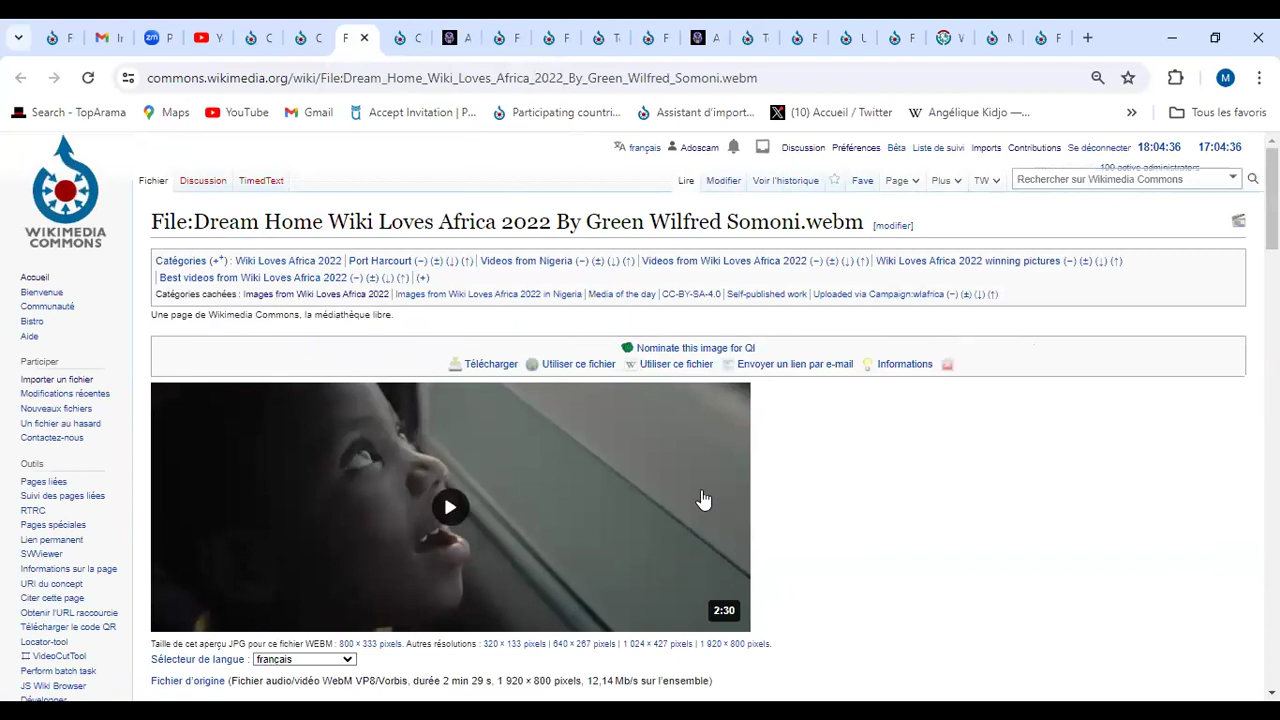 F Ir P Y C C F C A F F T F A T F U F V N F
commons.wikimedia.org/wiki/File:Dream_Home_Wiki_Loves_Africa_2022_By_Green_Wilfred_Somoni.webm M
Search - TopArama Maps YouTube Gmail Accept Invitation | P... Participating countri... Assistant d'import... (10) Accueil / Twitter Angélique Kidjo —... » Tous les favoris
français Adoscam Discussion Préférences Bêta Liste de suivi Imports Contributions Se déconnecter 18:04:36 17:04:36
100 active administrators
Fichier Discussion TimedText Lire Modifier Voir l'historique Fave Page Plus TW Rechercher sur Wikimedia Commons
WIKIMEDIA
COMMONS
File:Dream Home Wiki Loves Africa 2022 By Green Wilfred Somoni.webm [modifier]
Catégories (+⁺) : Wiki Loves Africa 2022 | Port Harcourt (−) (±) (↓) (↑) | Videos from Nigeria (−) (±) (↓) (↑) | Videos from Wiki Loves Africa 2022 (−) (±) (↓) (↑) | Wiki Loves Africa 2022 winning pictures (−) (±) (↓) (↑) |
Best videos from Wiki Loves Africa 2022 (−) (±) (↓) (↑) | (+)
Catégories cachées : Images from Wiki Loves Africa 2022 | Images from Wiki Loves Africa 2022 in Nigeria | Media of the day | CC-BY-SA-4.0 | Self-published work | Uploaded via Campaign:wlafrica (−) (±) (↓) (↑)
Une page de Wikimedia Commons, la médiathèque libre.
Nominate this image for QI
Télécharger Utiliser ce fichier W Utiliser ce fichier Envoyer un lien par e-mail Informations
2:30
Taille de cet aperçu JPG pour ce fichier WEBM : 800 × 333 pixels. Autres résolutions : 320 × 133 pixels | 640 × 267 pixels | 1 024 × 427 pixels | 1 920 × 800 pixels.
Sélecteur de langue : français
Fichier d'origine (Fichier audio/vidéo WebM VP8/Vorbis, durée 2 min 29 s, 1 920 × 800 pixels, 12,14 Mb/s sur l'ensemble)
Accueil
Bienvenue
Communauté
Bistro
Aide
Participer
Importer un fichier
Modifications récentes
Nouveaux fichiers
Un fichier au hasard
Contactez-nous
Outils
Pages liées
Suivi des pages liées
RTRC
Pages spéciales
Lien permanent
SWViewer
Informations sur la page
URI du concept
Citer cette page
Obtenir l'URL raccourcie
Télécharger le code QR
Locator-tool
VideoCutTool
Perform batch task
JS Wiki Browser